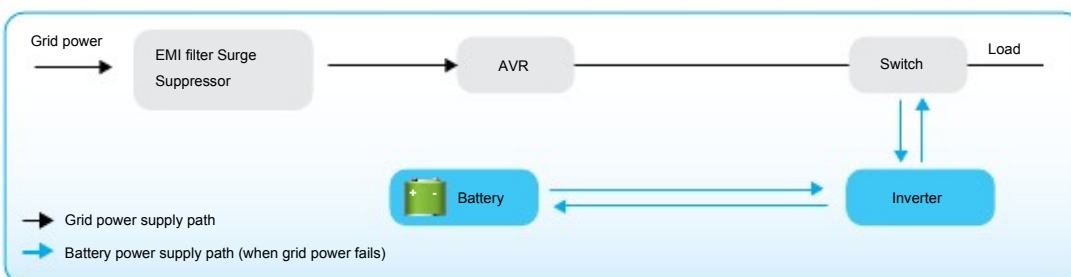 Grid power
EMI filter Surge
Suppressor
AVR
Switch
Load
+ -
Battery
Inverter
Grid power supply path
Battery power supply path (when grid power fails)